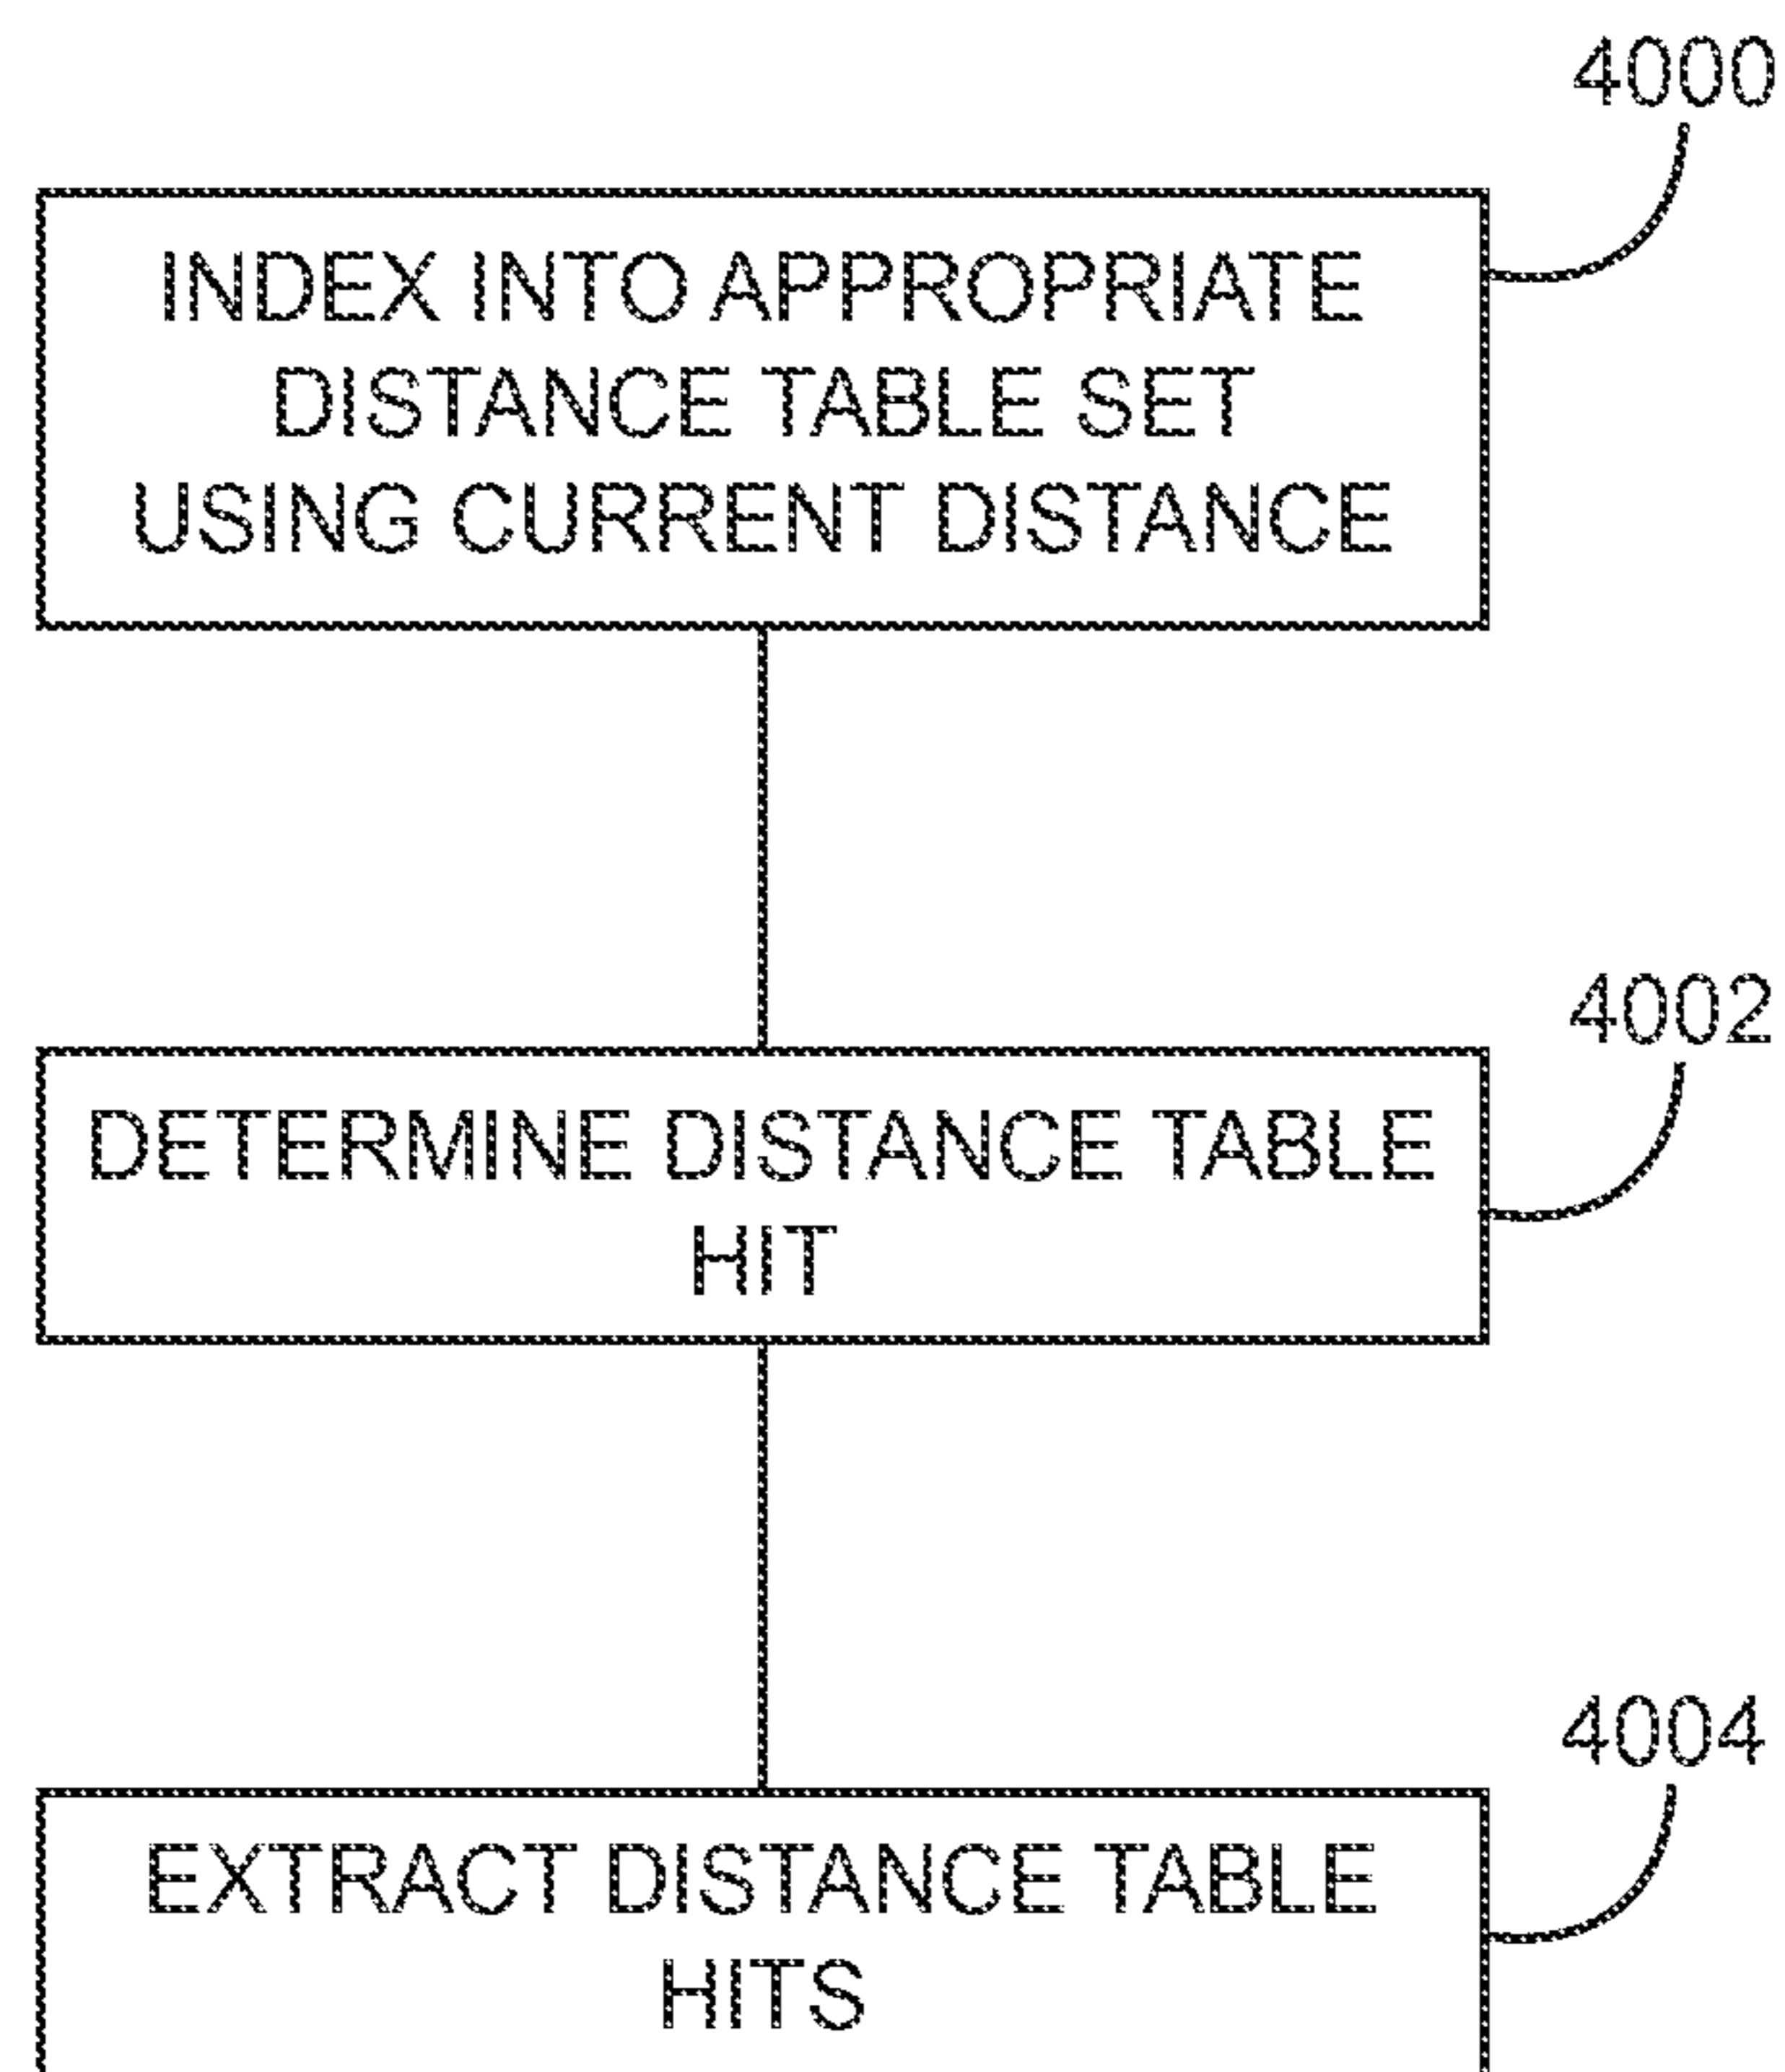 4000
INDEX INTO APPROPRIATE
DISTANCE TABLE SET
USING CURRENT DISTANCE
4002
DETERMINE DISTANCE TABLE
HIT
4004
EXTRACT DISTANCE TABLE
HITS